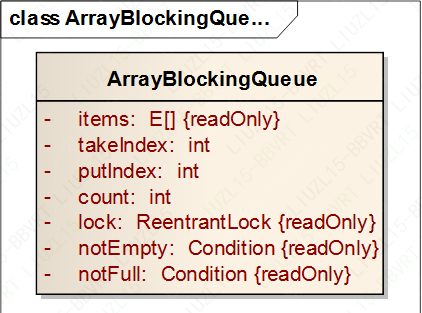 class ArrayBlockingQue...
ArrayBlockingQueue
- items: E[] {readOnly}
- takeIndex: int
- putIndex: int
- count: int
- lock: ReentrantLock {readOnly}
- notEmpty: Condition {readOnly}
- notFull: Condition {readOnly}